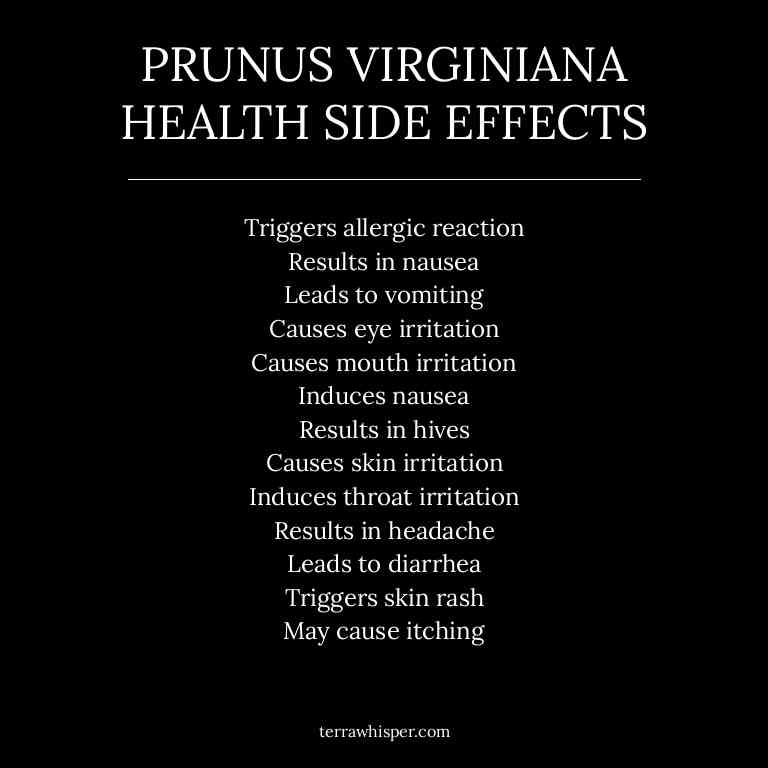 PRUNUS VIRGINIANA
HEALTH SIDE EFFECTS
Triggers allergic reaction
Results in nausea
Leads to vomiting
Causes eye irritation
Causes mouth irritation
Induces nausea
Results in hives
Causes skin irritation
Induces throat irritation
Results in headache
Leads to diarrhea
Triggers skin rash
May cause itching
terrawhisper.com